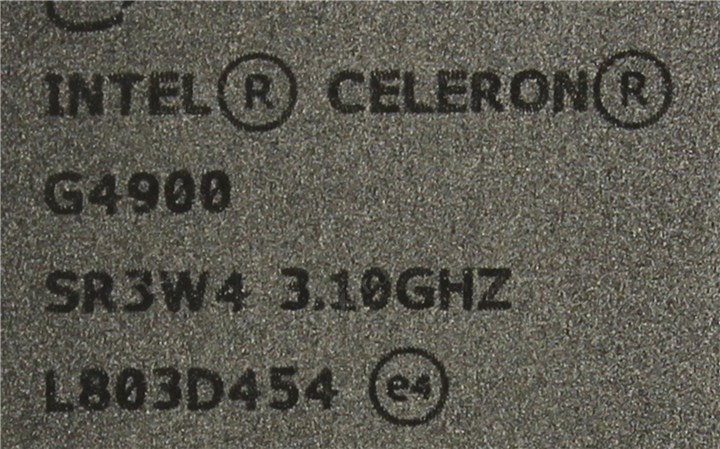 INTEL® CELERON®
G4900
SR3W4 3.10GHZ
L803D454 e4